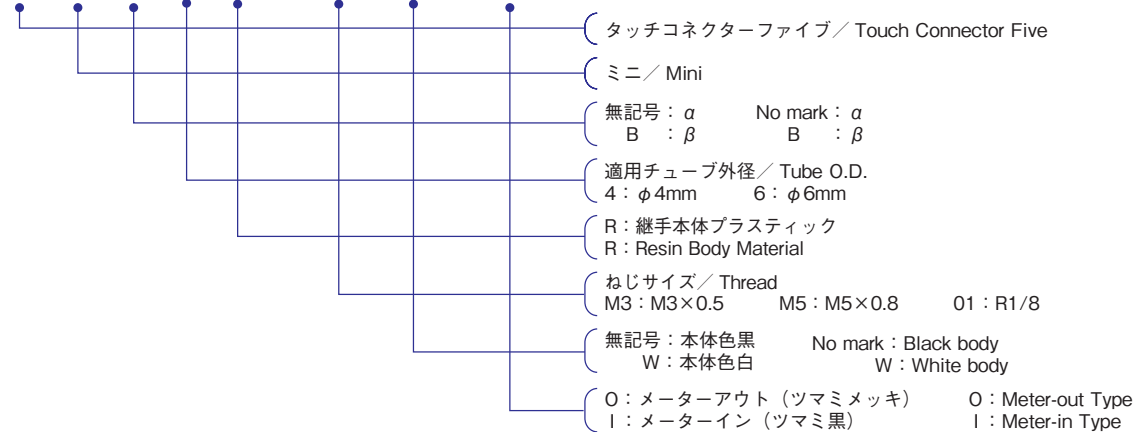 タッチコネクターファイブ／ Touch Connector Five
ミニ／ Mini
無記号：α No mark：α
B ：β B ：β
適用チューブ外径／ Tube O.D.
4：φ4mm 6：φ6mm
R：継手本体プラスティック
R：Resin Body Material
ねじサイズ／ Thread
M3：M3×0.5 M5：M5×0.8 01：R1/8
無記号：本体色黒 No mark：Black body
W：本体色白 W：White body
O：メーターアウト（ツマミメッキ） O：Meter-out Type
I：メーターイン（ツマミ黒） I：Meter-in Type